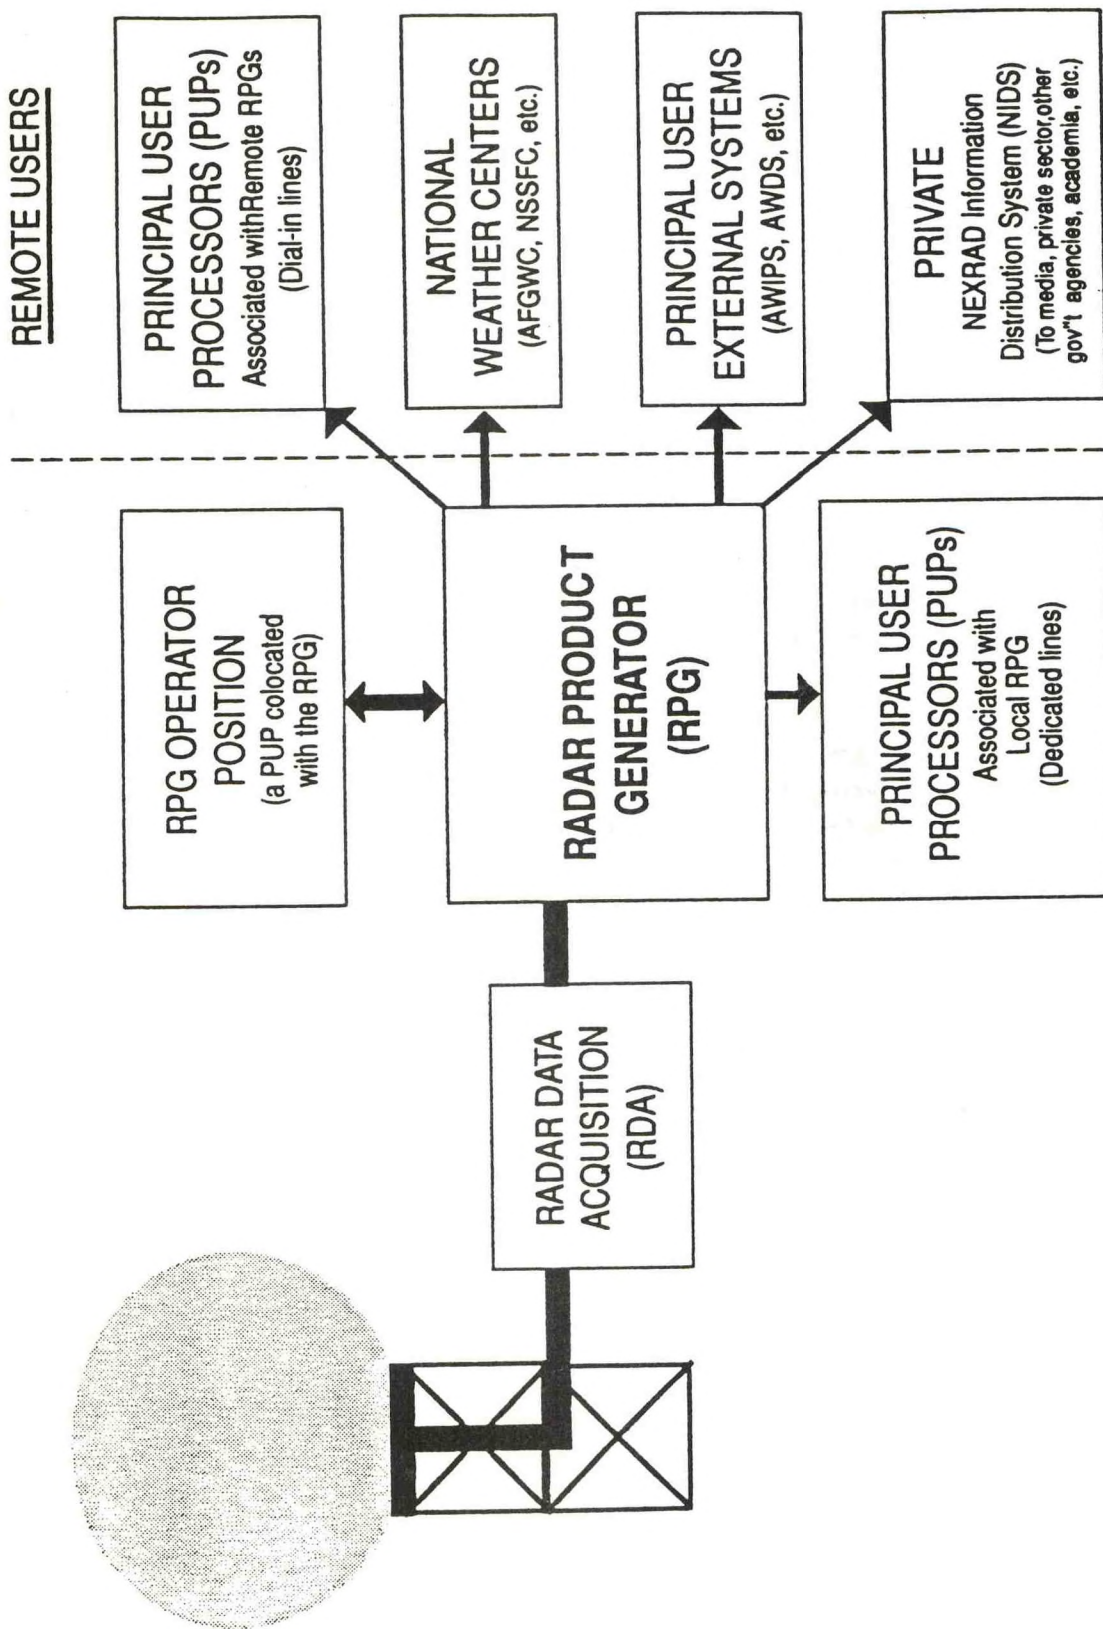 REMOTE USERS
PRINCIPAL USER
PROCESSORS (PUPs)
Associated withRemote RPGs
(Dial-in lines)
NATIONAL
WEATHER CENTERS
(AFGWC, NSSFC, etc.)
PRINCIPAL USER
EXTERNAL SYSTEMS
(AWIPS, AWDS, etc.)
PRIVATE
NEXRAD Information
Distribution System (NIDS)
(To media, private sector,other
gov"t agencies, academia, etc.)
RPG OPERATOR
POSITION
(a PUP colocated
with the RPG)
RADAR PRODUCT
GENERATOR
(RPG)
PRINCIPAL USER
PROCESSORS (PUPs)
Associated with
Local RPG
(Dedicated lines)
RADAR DATA
ACQUISITION
(RDA)